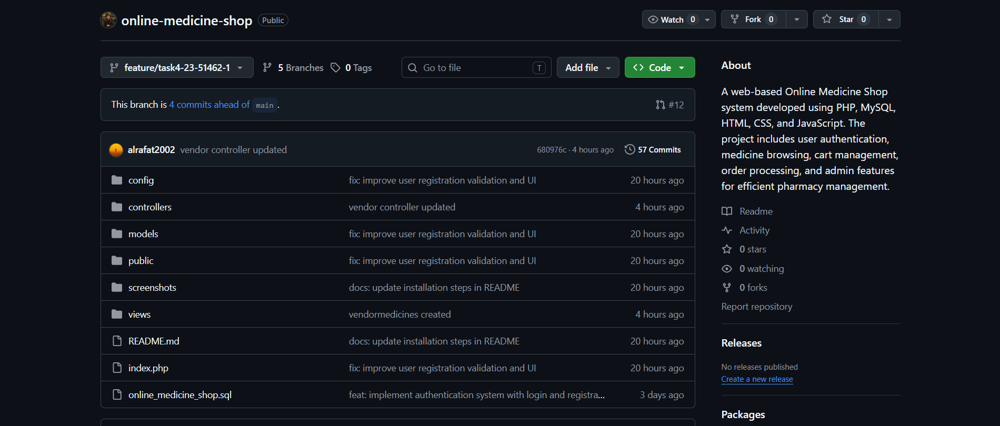 online-medicine-shop Public Watch 0 Fork 0 Star 0
feature/task4-23-51462-1 5 Branches 0 Tags Go to file T Add file Code
This branch is 4 commits ahead of main . #12
alrafat2002 vendor controller updated 680976c · 4 hours ago 57 Commits
config fix: improve user registration validation and UI 20 hours ago
controllers vendor controller updated 4 hours ago
models fix: improve user registration validation and UI 20 hours ago
public fix: improve user registration validation and UI 20 hours ago
screenshots docs: update installation steps in README 20 hours ago
views vendormedicines created 4 hours ago
README.md docs: update installation steps in README 20 hours ago
index.php fix: improve user registration validation and UI 20 hours ago
online_medicine_shop.sql feat: implement authentication system with login and registra... 3 days ago
About
A web-based Online Medicine Shop
system developed using PHP, MySQL,
HTML, CSS, and JavaScript. The
project includes user authentication,
medicine browsing, cart management,
order processing, and admin features
for efficient pharmacy management.
Readme
Activity
0 stars
0 watching
0 forks
Report repository
Releases
No releases published
Create a new release
Packages